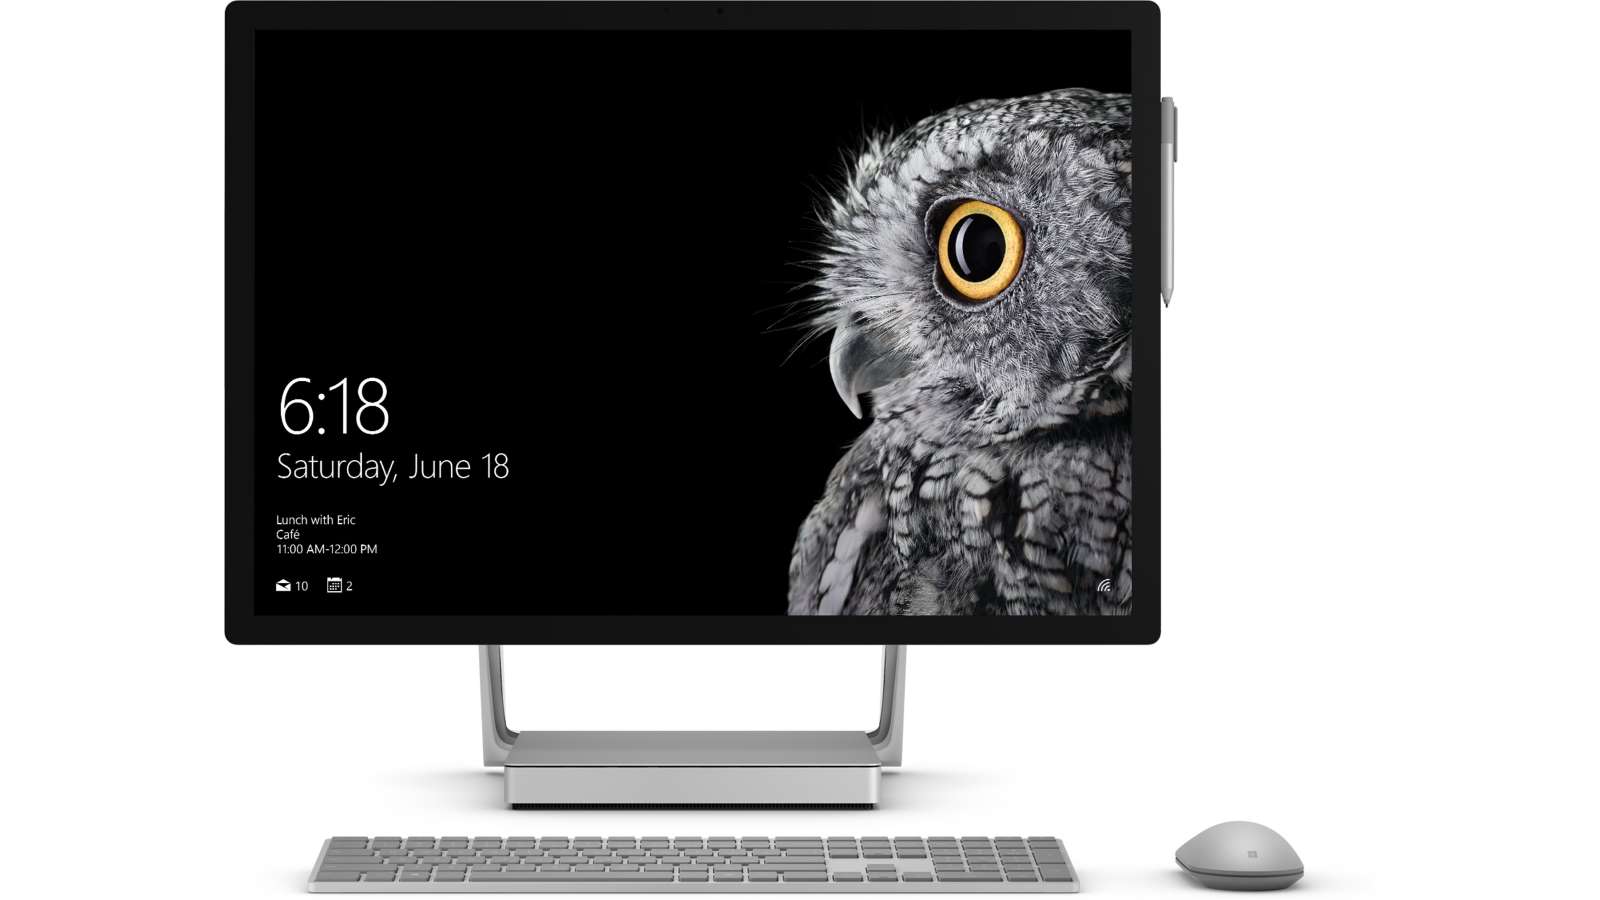 6:18
Saturday, June 18
Lunch with Eric
Café
11:00 AM-12:00 PM
10 2